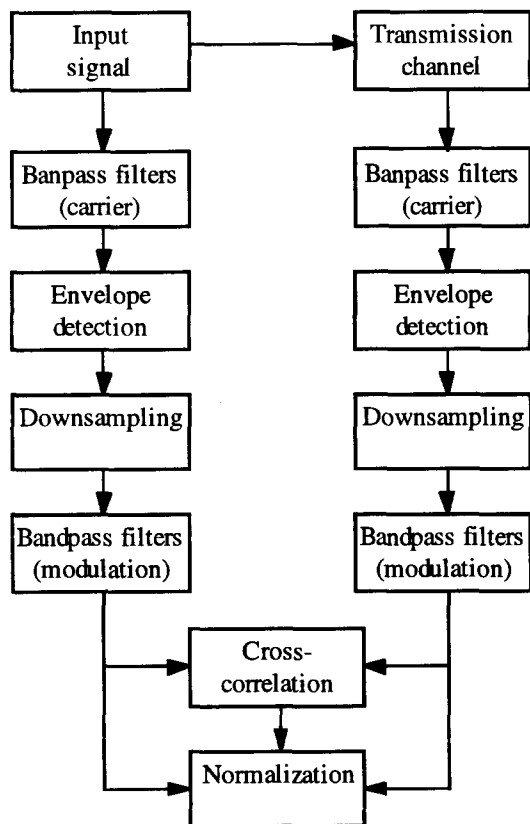 Input
signal
Transmission
channel
Banpass filters
(carrier)
Banpass filters
(carrier)
Envelope
detection
Envelope
detection
Downsampling
Downsampling
Bandpass filters
(modulation)
Bandpass filters
(modulation)
Cross-
correlation
Normalization